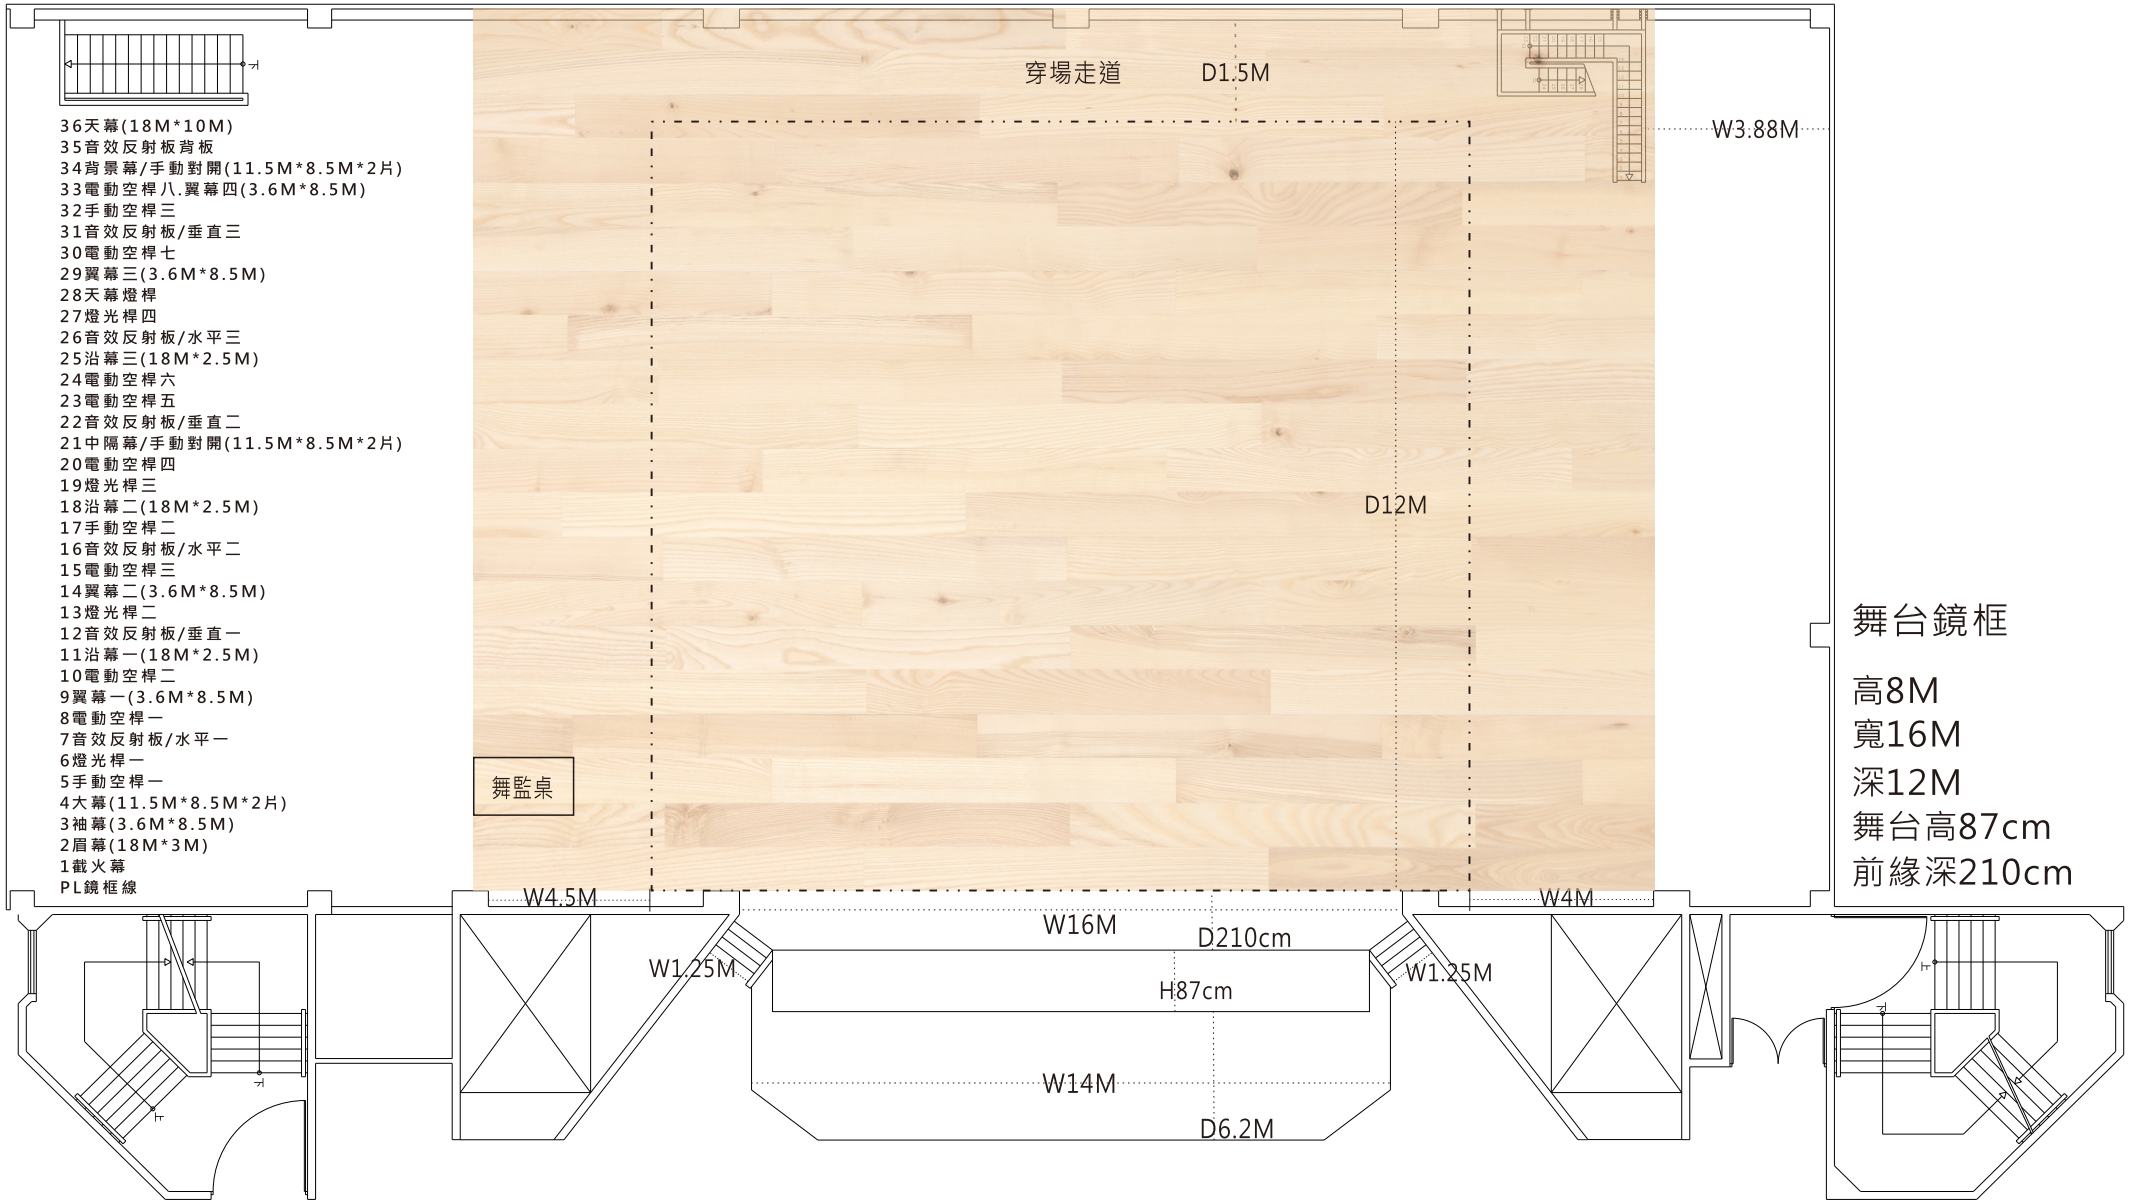 穿場走道
D1.5M
下
W3.88M
36天幕(18M*10M)
35音效反射板背板
34背景幕/手動對開(11.5M*8.5M*2片)
33電動空桿八.翼幕四(3.6M*8.5M)
32手動空桿三
31音效反射板/垂直三
30電動空桿七
29翼幕三(3.6M*8.5M)
28天幕燈桿
27燈光桿四
26音效反射板/水平三
25沿幕三(18M*2.5M)
24電動空桿六
23電動空桿五
22音效反射板/垂直二
21中隔幕/手動對開(11.5M*8.5M*2片)
20電動空桿四
19燈光桿三
18沿幕二(18M*2.5M)
17手動空桿二
16音效反射板/水平二
15電動空桿三
14翼幕二(3.6M*8.5M)
13燈光桿二
12音效反射板/垂直一
11沿幕一(18M*2.5M)
10電動空桿二
9翼幕一(3.6M*8.5M)
8電動空桿一
7音效反射板/水平一
6燈光桿一
5手動空桿一
4大幕(11.5M*8.5M*2片)
3袖幕(3.6M*8.5M)
2眉幕(18M*3M)
1截火幕
PL鏡框線
D12M
舞監桌
舞台鏡框
高8M
寬16M
深12M
舞台高87cm
前緣深210cm
W4.5M
W4M
W16M
D210cm
W1.25M
W1.25M
H87cm
W14M
D6.2M
下
上
上
下